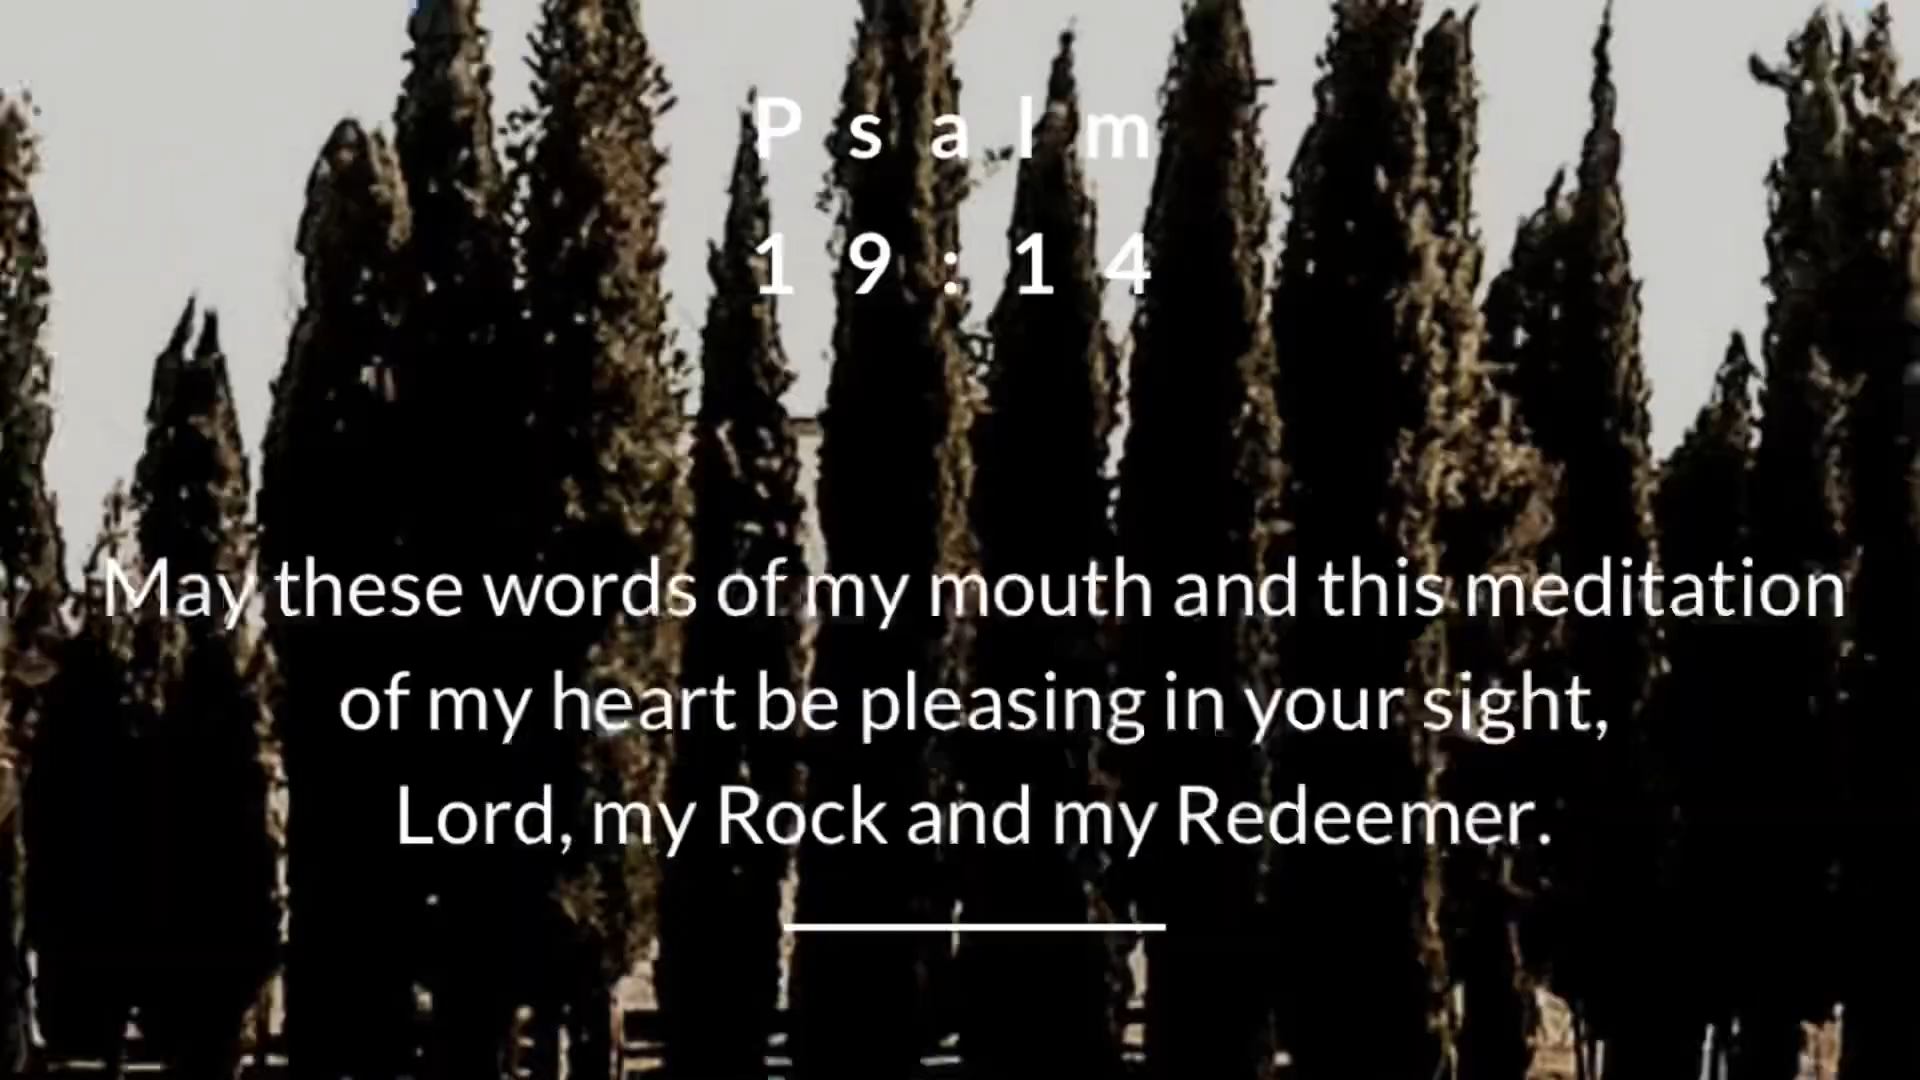 Psalm
19:14
May these words of my mouth and this meditation
of my heart be pleasing in your sight,
Lord, my Rock and my Redeemer.